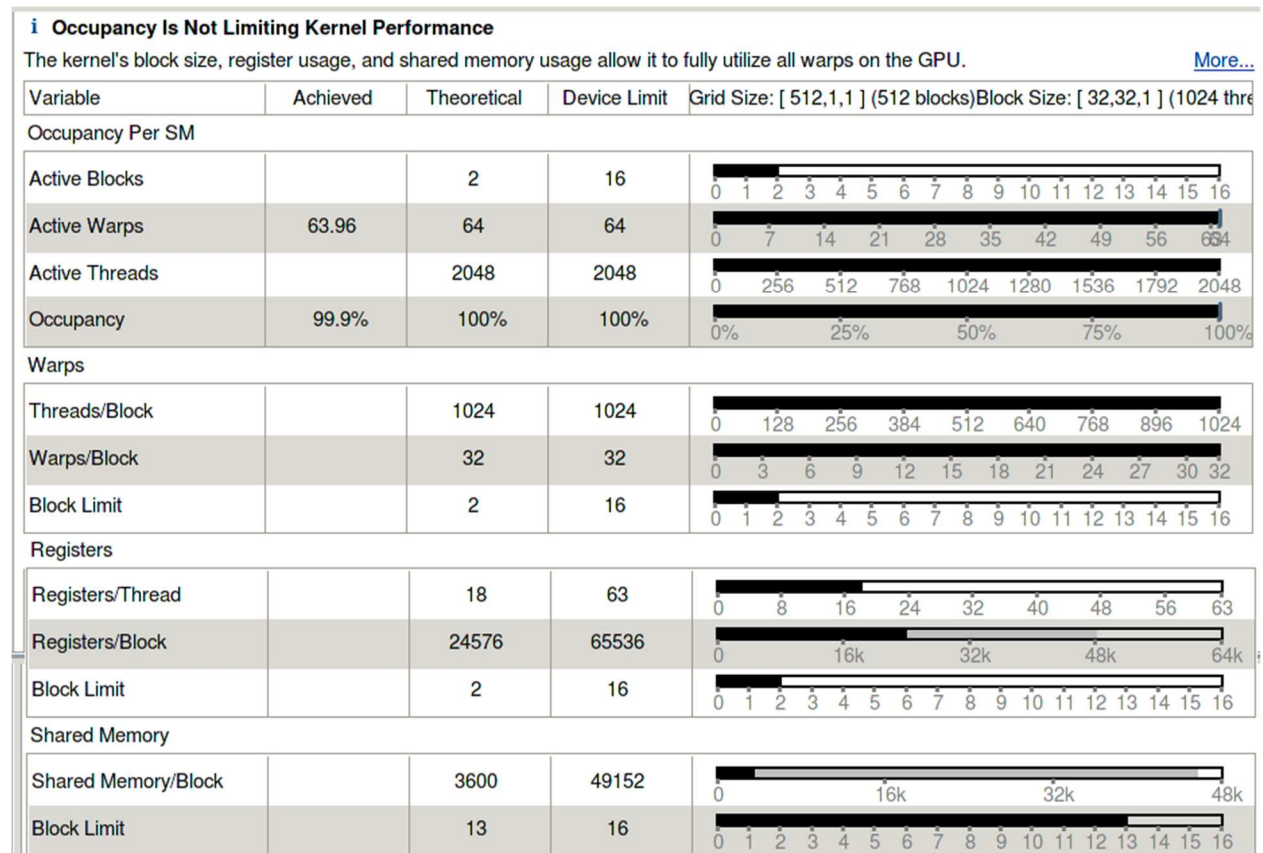 i Occupancy Is Not Limiting Kernel Performance
The kernel's block size, register usage, and shared memory usage allow it to fully utilize all warps on the GPU. More...
Variable Achieved Theoretical Device Limit Grid Size: [ 512,1,1 ] (512 blocks)Block Size: [ 32,32,1 ] (1024 thre
Occupancy Per SM
Active Blocks 2 16
0 1 2 3 4 5 6 7 8 9 10 11 12 13 14 15 16
Active Warps 63.96 64 64
0 7 14 21 28 35 42 49 56 63 64
Active Threads 2048 2048
0 256 512 768 1024 1280 1536 1792 2048
Occupancy 99.9% 100% 100%
0% 25% 50% 75% 100%
Warps
Threads/Block 1024 1024
0 128 256 384 512 640 768 896 1024
Warps/Block 32 32
0 3 6 9 12 15 18 21 24 27 30 32
Block Limit 2 16
0 1 2 3 4 5 6 7 8 9 10 11 12 13 14 15 16
Registers
Registers/Thread 18 63
0 8 16 24 32 40 48 56 63
Registers/Block 24576 65536
0 16k 32k 48k 64k
Block Limit 2 16
0 1 2 3 4 5 6 7 8 9 10 11 12 13 14 15 16
Shared Memory
Shared Memory/Block 3600 49152
0 16k 32k 48k
Block Limit 13 16
0 1 2 3 4 5 6 7 8 9 10 11 12 13 14 15 16